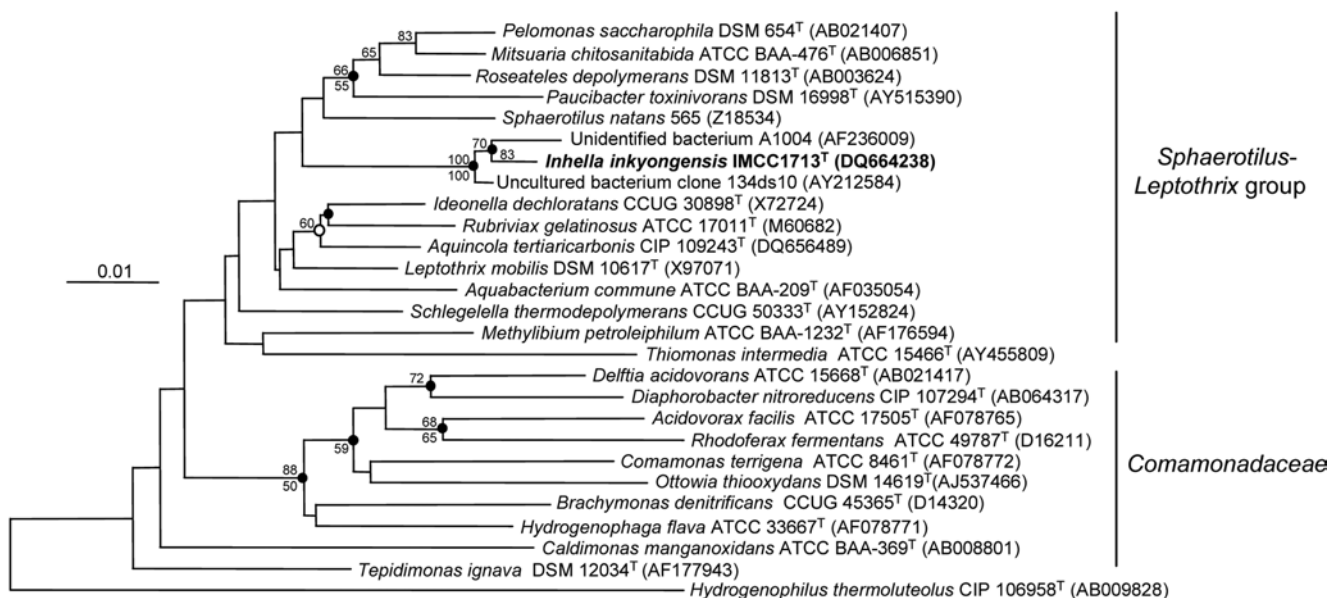 Pelomonas saccharophila DSM 654ᵀ (AB021407)
83
Mitsuaria chitosanitabida ATCC BAA-476ᵀ (AB006851)
65
Roseateles depolymerans DSM 11813ᵀ (AB003624)
66
55
Paucibacter toxinivorans DSM 16998ᵀ (AY515390)
Sphaerotilus natans 565 (Z18534)
Unidentified bacterium A1004 (AF236009)
70
83
Inhella inkyongensis IMCC1713ᵀ (DQ664238)
100
100
Uncultured bacterium clone 134ds10 (AY212584)
Sphaerotilus-
Leptothrix group
Ideonella dechloratans CCUG 30898ᵀ (X72724)
60
Rubriviax gelatinosus ATCC 17011ᵀ (M60682)
Aquincola tertiaricarbonis CIP 109243ᵀ (DQ656489)
Leptothrix mobilis DSM 10617ᵀ (X97071)
0.01
Aquabacterium commune ATCC BAA-209ᵀ (AF035054)
Schlegelella thermodepolymerans CCUG 50333ᵀ (AY152824)
Methylibium petroleiphilum ATCC BAA-1232ᵀ (AF176594)
Thiomonas intermedia ATCC 15466ᵀ (AY455809)
Delftia acidovorans ATCC 15668ᵀ (AB021417)
72
Diaphorobacter nitroreducens CIP 107294ᵀ (AB064317)
Acidovorax facilis ATCC 17505ᵀ (AF078765)
68
65
Rhodoferax fermentans ATCC 49787ᵀ (D16211)
59
Comamonas terrigena ATCC 8461ᵀ (AF078772)
Comamonadaceae
88
50
Ottowia thiooxydans DSM 14619ᵀ(AJ537466)
Brachymonas denitrificans CCUG 45365ᵀ (D14320)
Hydrogenophaga flava ATCC 33667ᵀ (AF078771)
Caldimonas manganoxidans ATCC BAA-369ᵀ (AB008801)
Tepidimonas ignava DSM 12034ᵀ (AF177943)
Hydrogenophilus thermoluteolus CIP 106958ᵀ (AB009828)